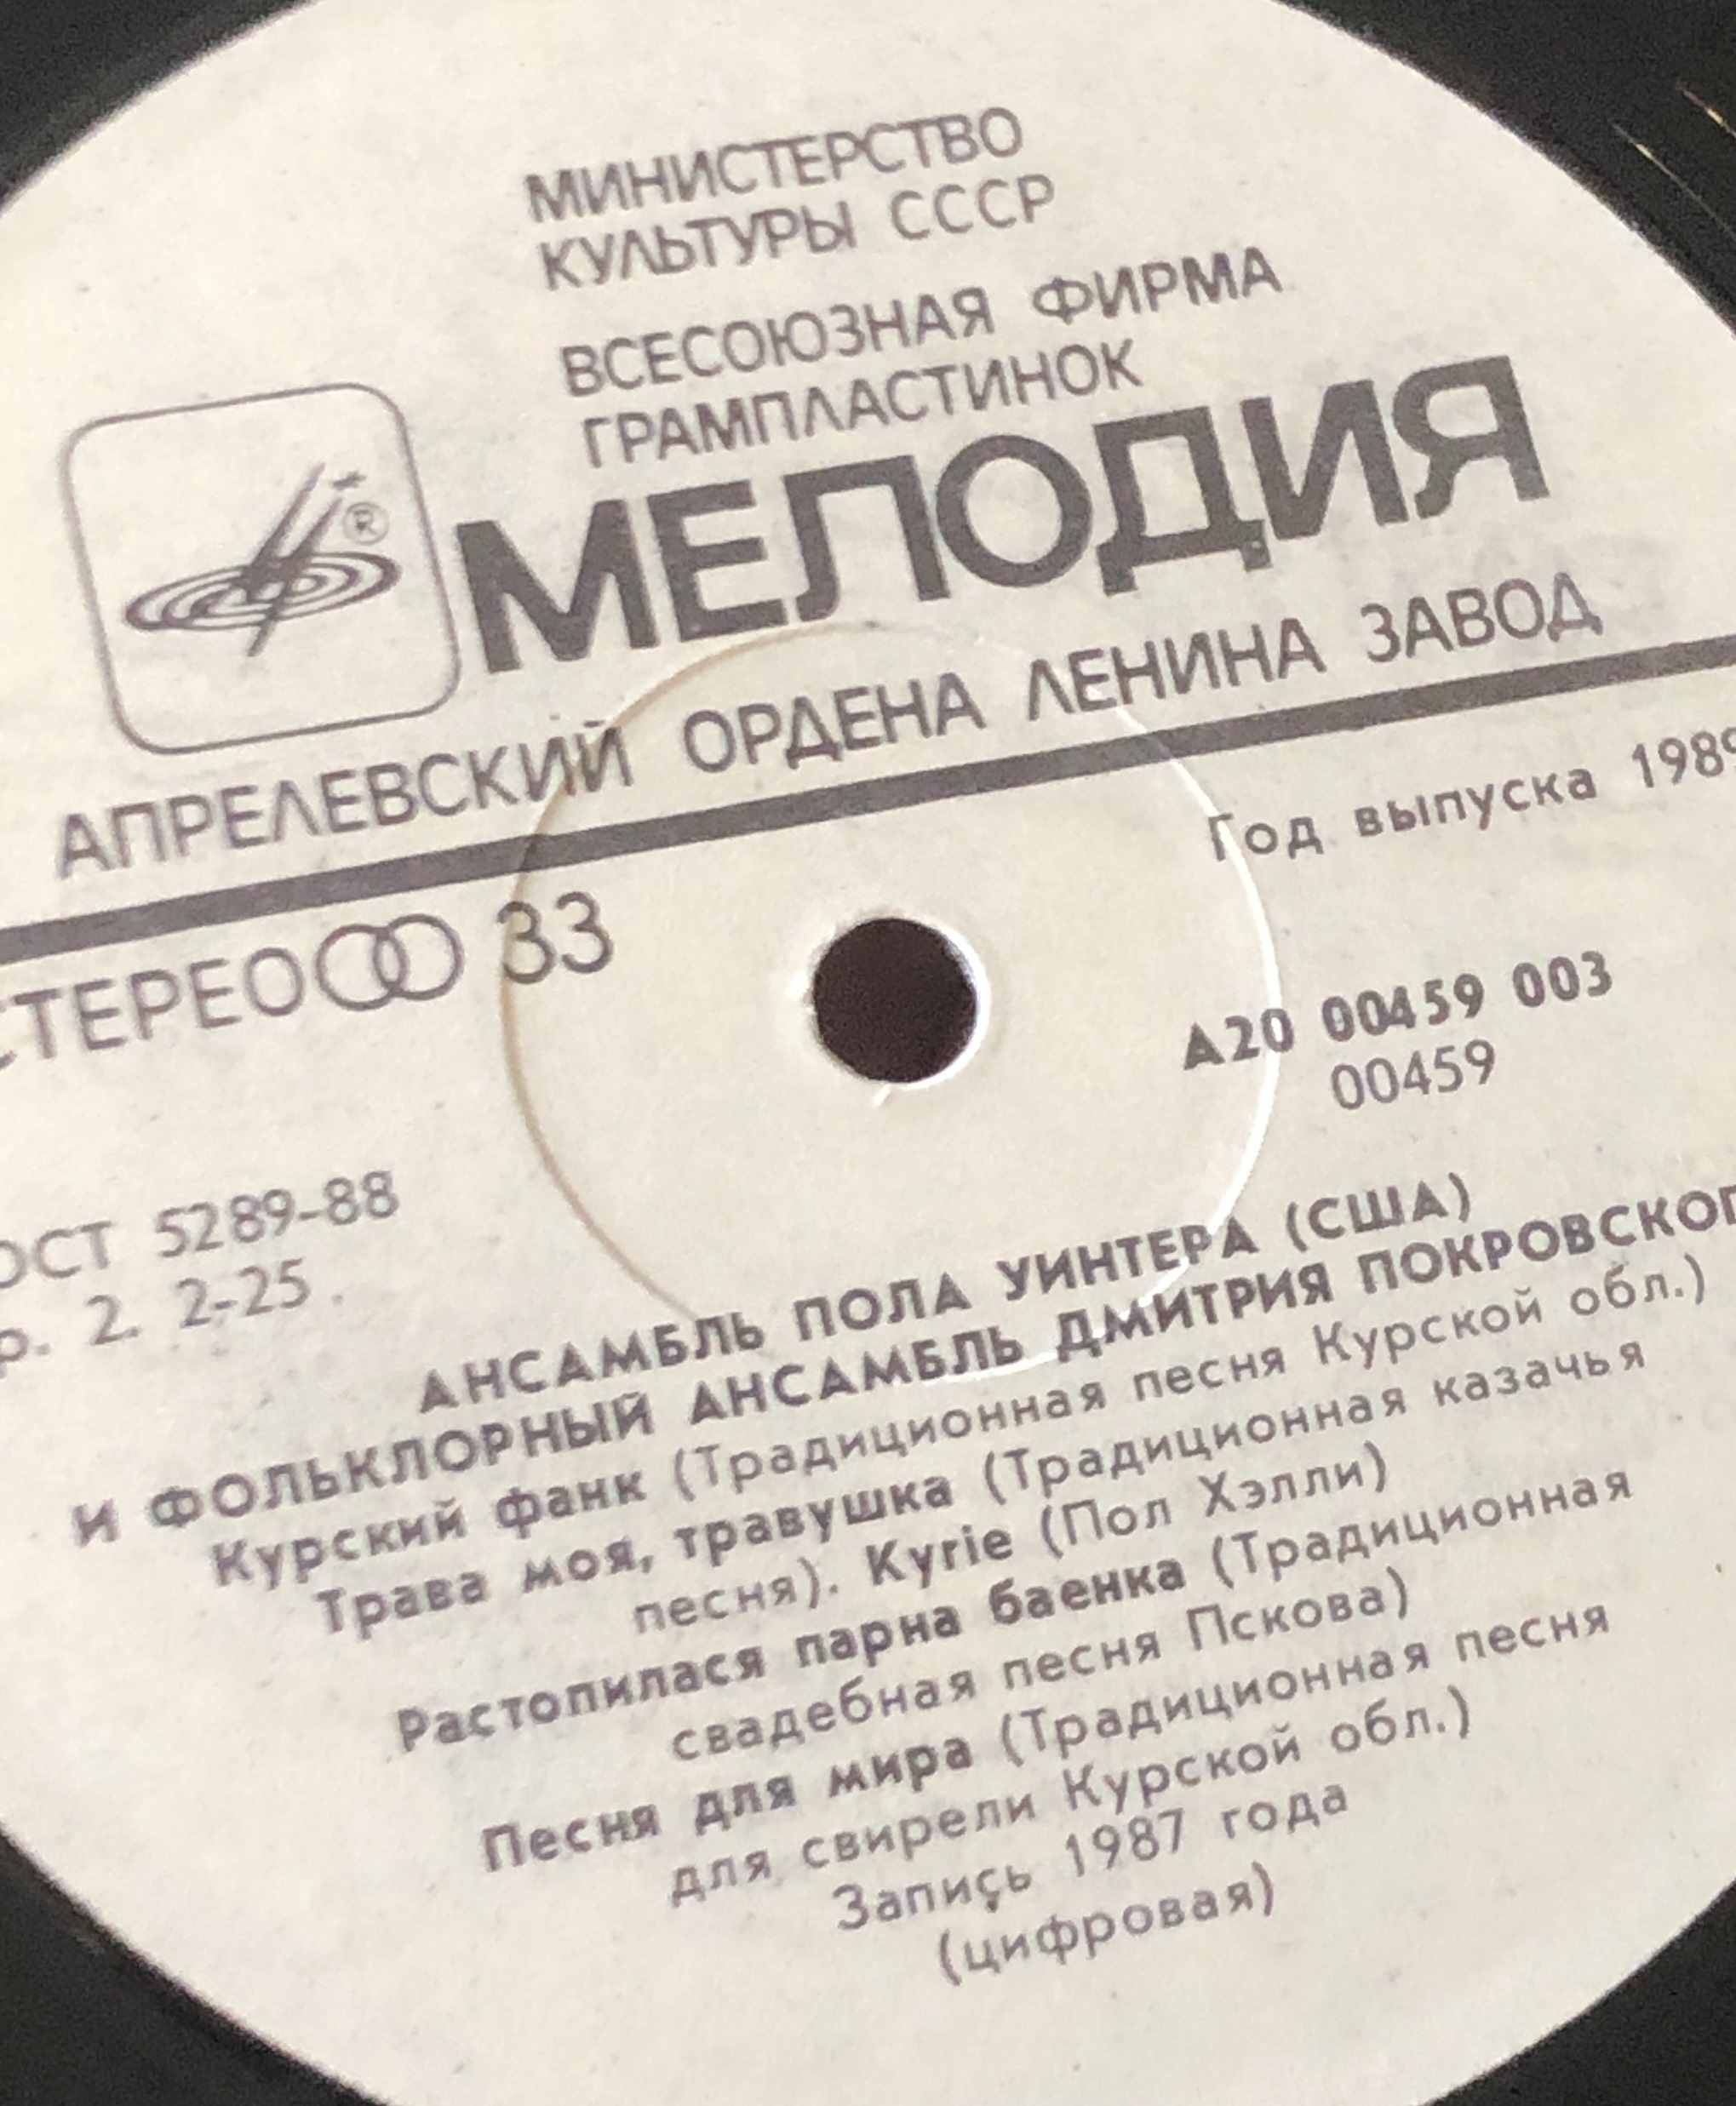 МИНИСТЕРСТВО
КУЛЬТУРЫ СССР
ВСЕСОЮЗНАЯ ФИРМА
ГРАМПЛАСТИНОК
®
МЕЛОДИЯ
АПРЕЛЕВСКИЙ ОРДЕНА ЛЕНИНА ЗАВОД
Год выпуска 1989
СТЕРЕО 33
А20 00459 003
00459
ОСТ 5289-88
р. 2. 2-25
АНСАМБЛЬ ПОЛА УИНТЕРА (США)
И ФОЛЬКЛОРНЫЙ АНСАМБЛЬ ДМИТРИЯ ПОКРОВСКОГ
Курский фанк (Традиционная песня Курской обл.)
Трава моя, травушка (Традиционная казачья
песня). Kyrie (Пол Хэлли)
Растопилася парна баенка (Традиционная
свадебная песня Пскова)
Песня для мира (Традиционная песня
для свирели Курской обл.)
Запись 1987 года
(цифровая)